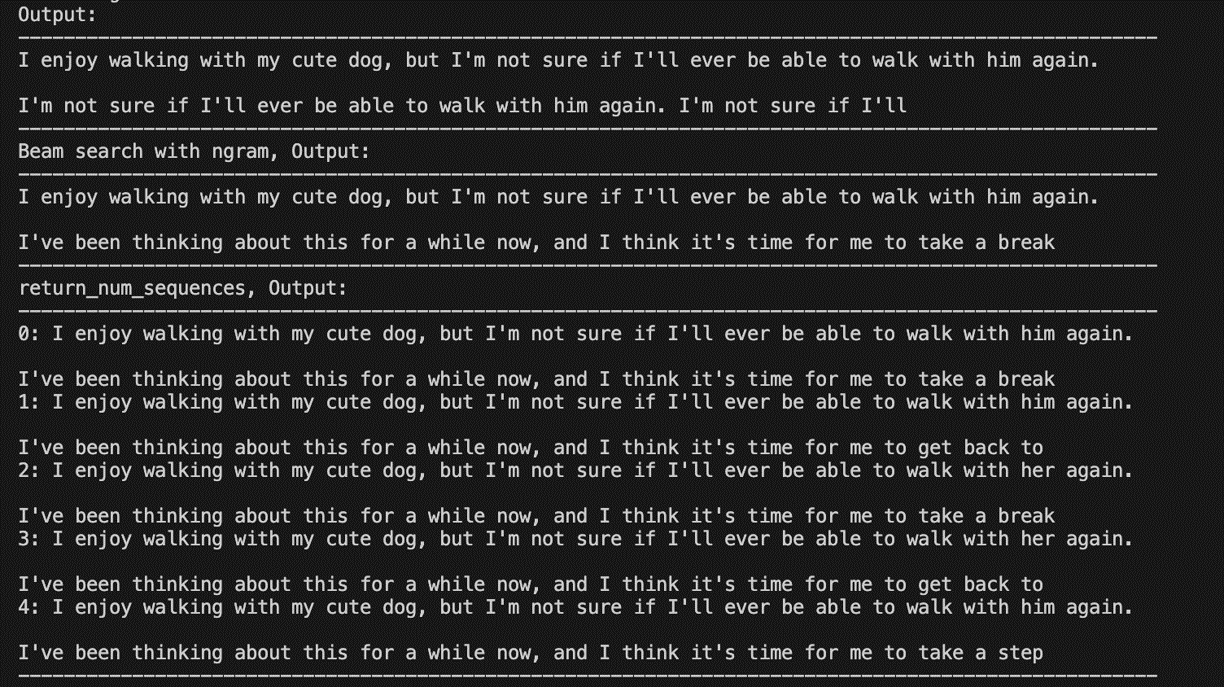 Output:
----------------------------------------------------------------------------------------------------
I enjoy walking with my cute dog, but I'm not sure if I'll ever be able to walk with him again.

I'm not sure if I'll ever be able to walk with him again. I'm not sure if I'll
----------------------------------------------------------------------------------------------------
Beam search with ngram, Output:
----------------------------------------------------------------------------------------------------
I enjoy walking with my cute dog, but I'm not sure if I'll ever be able to walk with him again.

I've been thinking about this for a while now, and I think it's time for me to take a break
----------------------------------------------------------------------------------------------------
return_num_sequences, Output:
----------------------------------------------------------------------------------------------------
0: I enjoy walking with my cute dog, but I'm not sure if I'll ever be able to walk with him again.

I've been thinking about this for a while now, and I think it's time for me to take a break
1: I enjoy walking with my cute dog, but I'm not sure if I'll ever be able to walk with him again.

I've been thinking about this for a while now, and I think it's time for me to get back to
2: I enjoy walking with my cute dog, but I'm not sure if I'll ever be able to walk with her again.

I've been thinking about this for a while now, and I think it's time for me to take a break
3: I enjoy walking with my cute dog, but I'm not sure if I'll ever be able to walk with her again.

I've been thinking about this for a while now, and I think it's time for me to get back to
4: I enjoy walking with my cute dog, but I'm not sure if I'll ever be able to walk with him again.

I've been thinking about this for a while now, and I think it's time for me to take a step
----------------------------------------------------------------------------------------------------